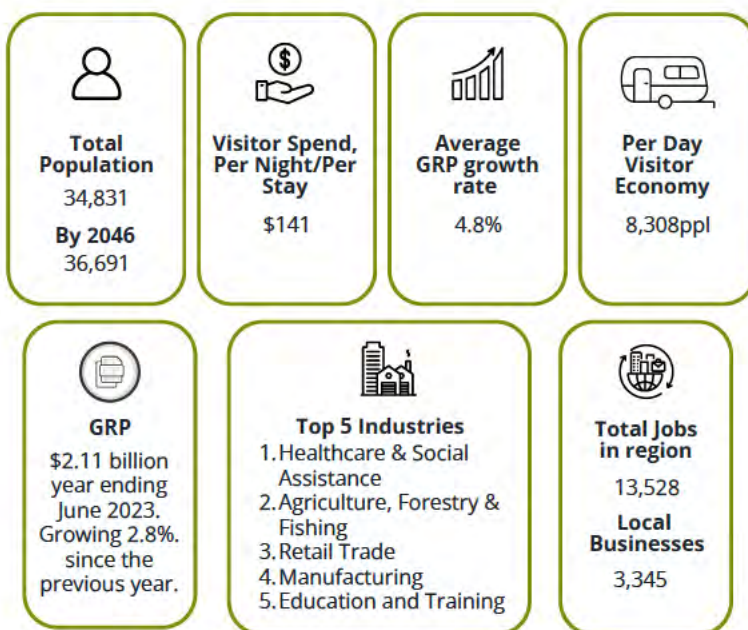 Total
Population
34,831
By 2046
36,691
Visitor Spend,
Per Night/Per
Stay
$141
Average
GRP growth
rate
4.8%
Per Day
Visitor
Economy
8,308ppl
GRP
$2.11 billion
year ending
June 2023.
Growing 2.8%.
since the
previous year.
Top 5 Industries
1.Healthcare & Social
Assistance
2.Agriculture, Forestry &
Fishing
3.Retail Trade
4.Manufacturing
5.Education and Training
Total Jobs
in region
13,528
Local
Businesses
3,345